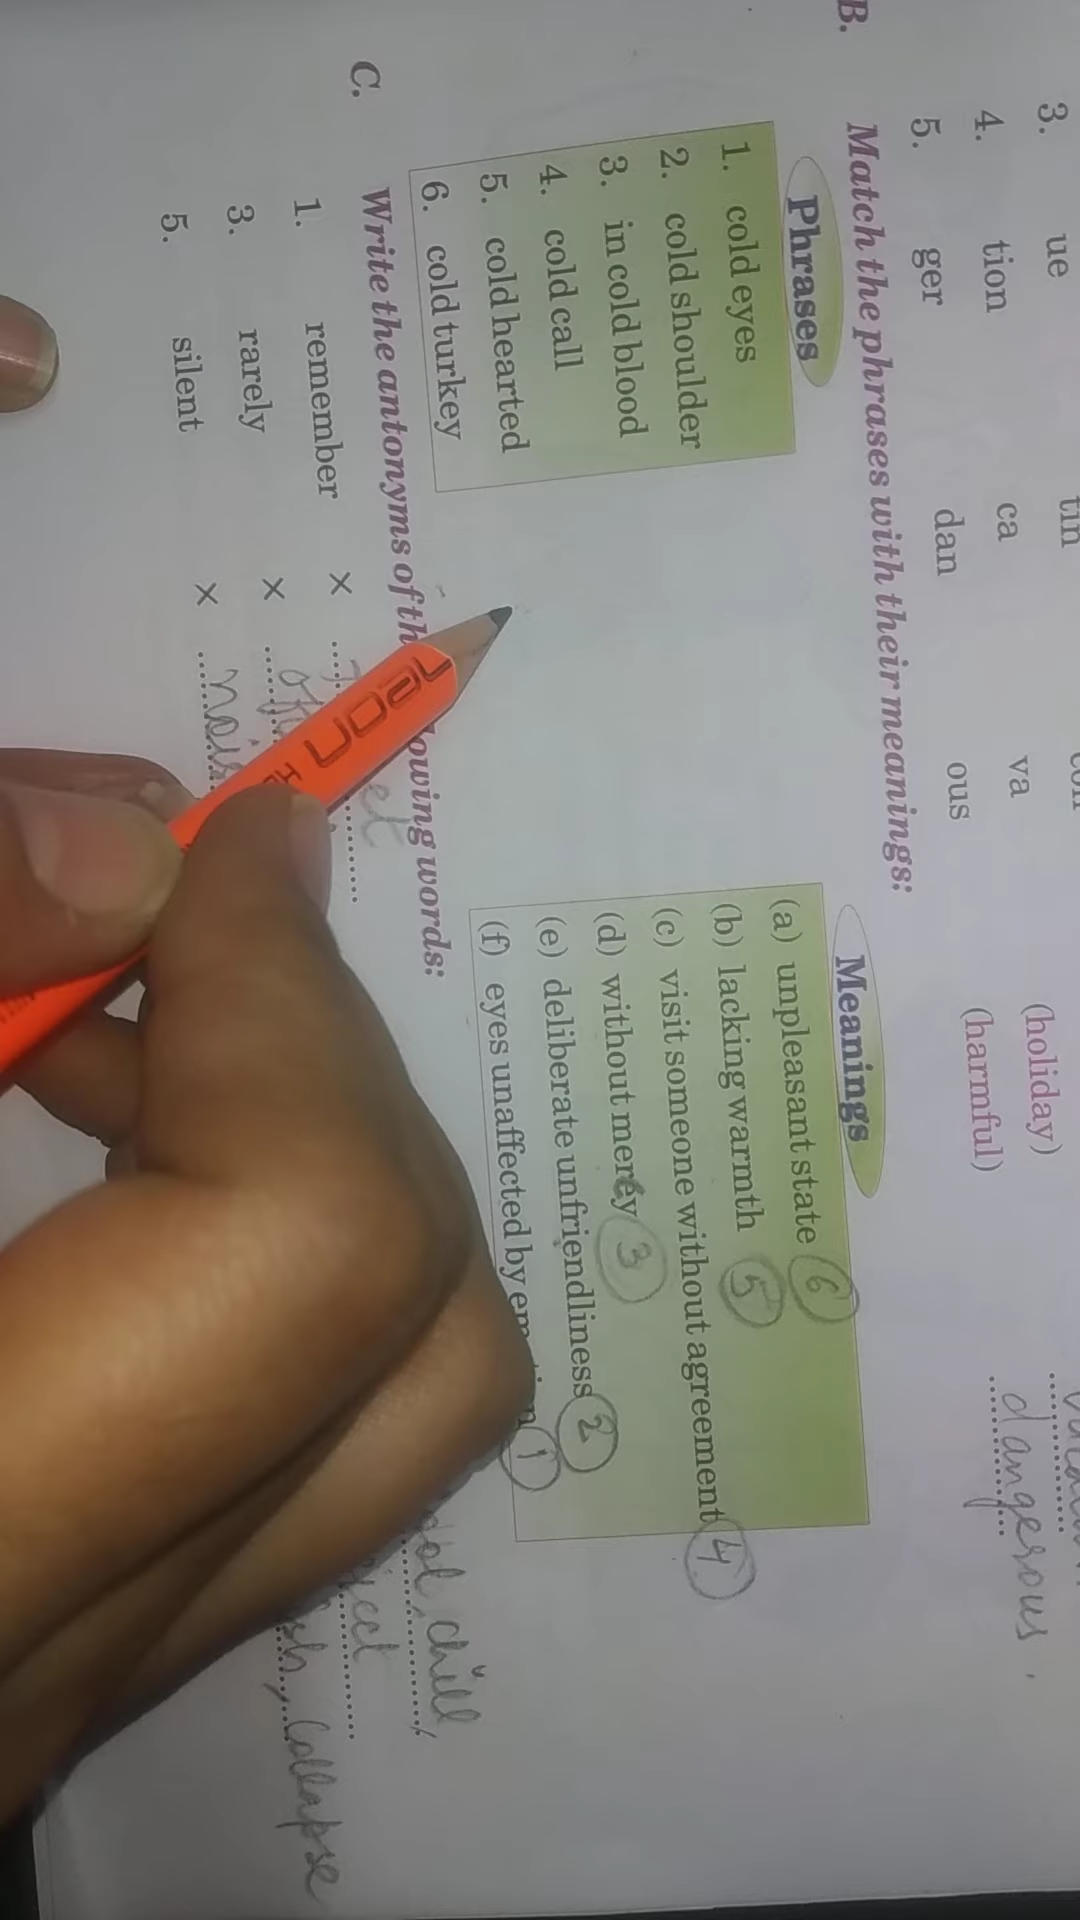 3. ue tin
4. tion ca va (holiday)
5. ger dan ous (harmful) dangerous.
B. Match the phrases with their meanings:
Phrases Meanings
1. cold eyes (a) unpleasant state 6
2. cold shoulder (b) lacking warmth 5
3. in cold blood (c) visit someone without agreement 4
4. cold call (d) without mercy 3
5. cold hearted (e) deliberate unfriendliness 2
6. cold turkey (f) eyes unaffected by 1
C. Write the antonyms of words:
1. remember × chill
3. rarely ×
5. silent × collapse